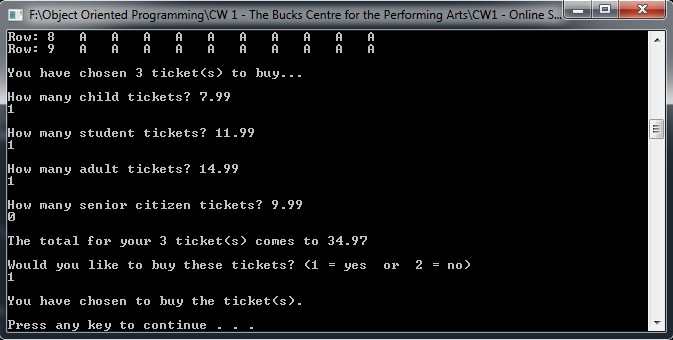 F:\Object Oriented Programming\CW 1 - The Bucks Centre for the Performing Arts\CW1 - Online S...
Row: 8 A A A A A A A A A A
Row: 9 A A A A A A A A A A
You have chosen 3 ticket(s) to buy...
How many child tickets? 7.99
1
How many student tickets? 11.99
1
How many adult tickets? 14.99
1
How many senior citizen tickets? 9.99
0
The total for your 3 ticket(s) comes to 34.97
Would you like to buy these tickets? (1 = yes  or  2 = no)
1
You have chosen to buy the ticket(s).
Press any key to continue . . .